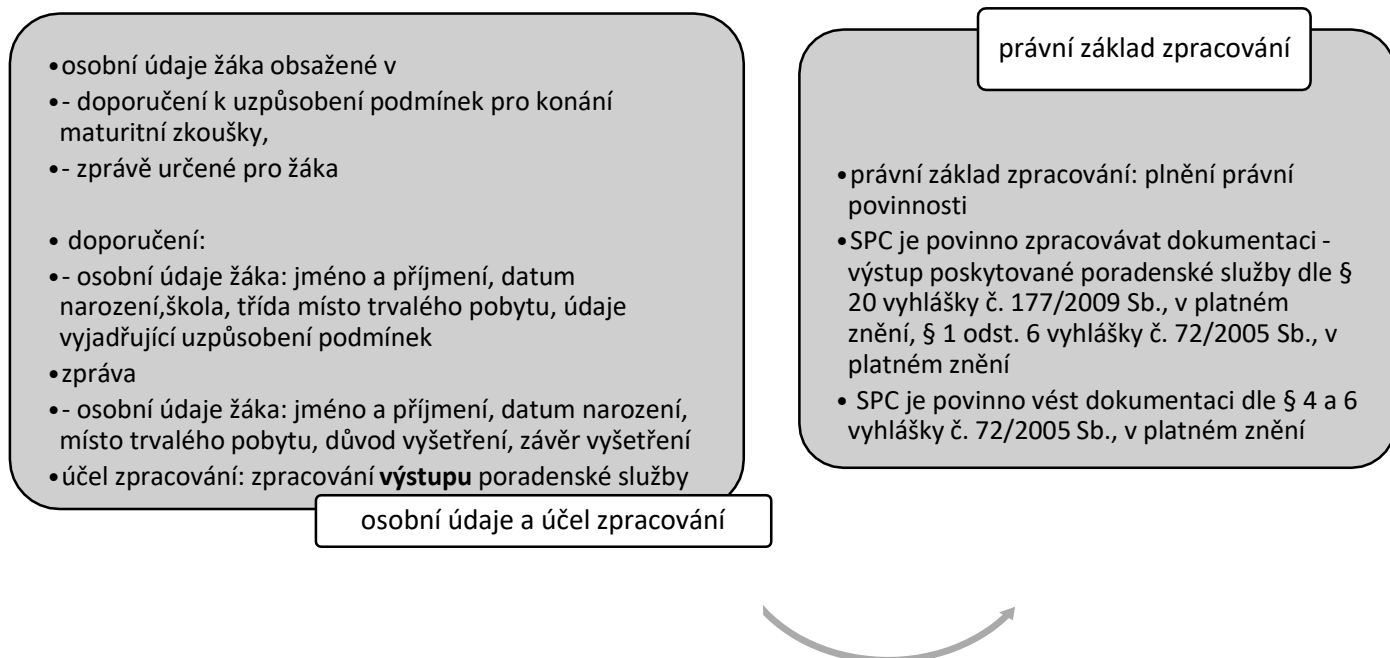 •osobní údaje žáka obsažené v
•- doporučení k uzpůsobení podmínek pro konání
maturitní zkoušky,
•- zprávě určené pro žáka
• doporučení:
•- osobní údaje žáka: jméno a příjmení, datum
narození,škola, třída místo trvalého pobytu, údaje
vyjadřující uzpůsobení podmínek
•zpráva
•- osobní údaje žáka: jméno a příjmení, datum narození,
místo trvalého pobytu, důvod vyšetření, závěr vyšetření
•účel zpracování: zpracování výstupu poradenské služby
osobní údaje a účel zpracování
právní základ zpracování
•právní základ zpracování: plnění právní
povinnosti
•SPC je povinno zpracovávat dokumentaci -
výstup poskytované poradenské služby dle §
20 vyhlášky č. 177/2009 Sb., v platném
znění, § 1 odst. 6 vyhlášky č. 72/2005 Sb., v
platném znění
• SPC je povinno vést dokumentaci dle § 4 a 6
vyhlášky č. 72/2005 Sb., v platném znění